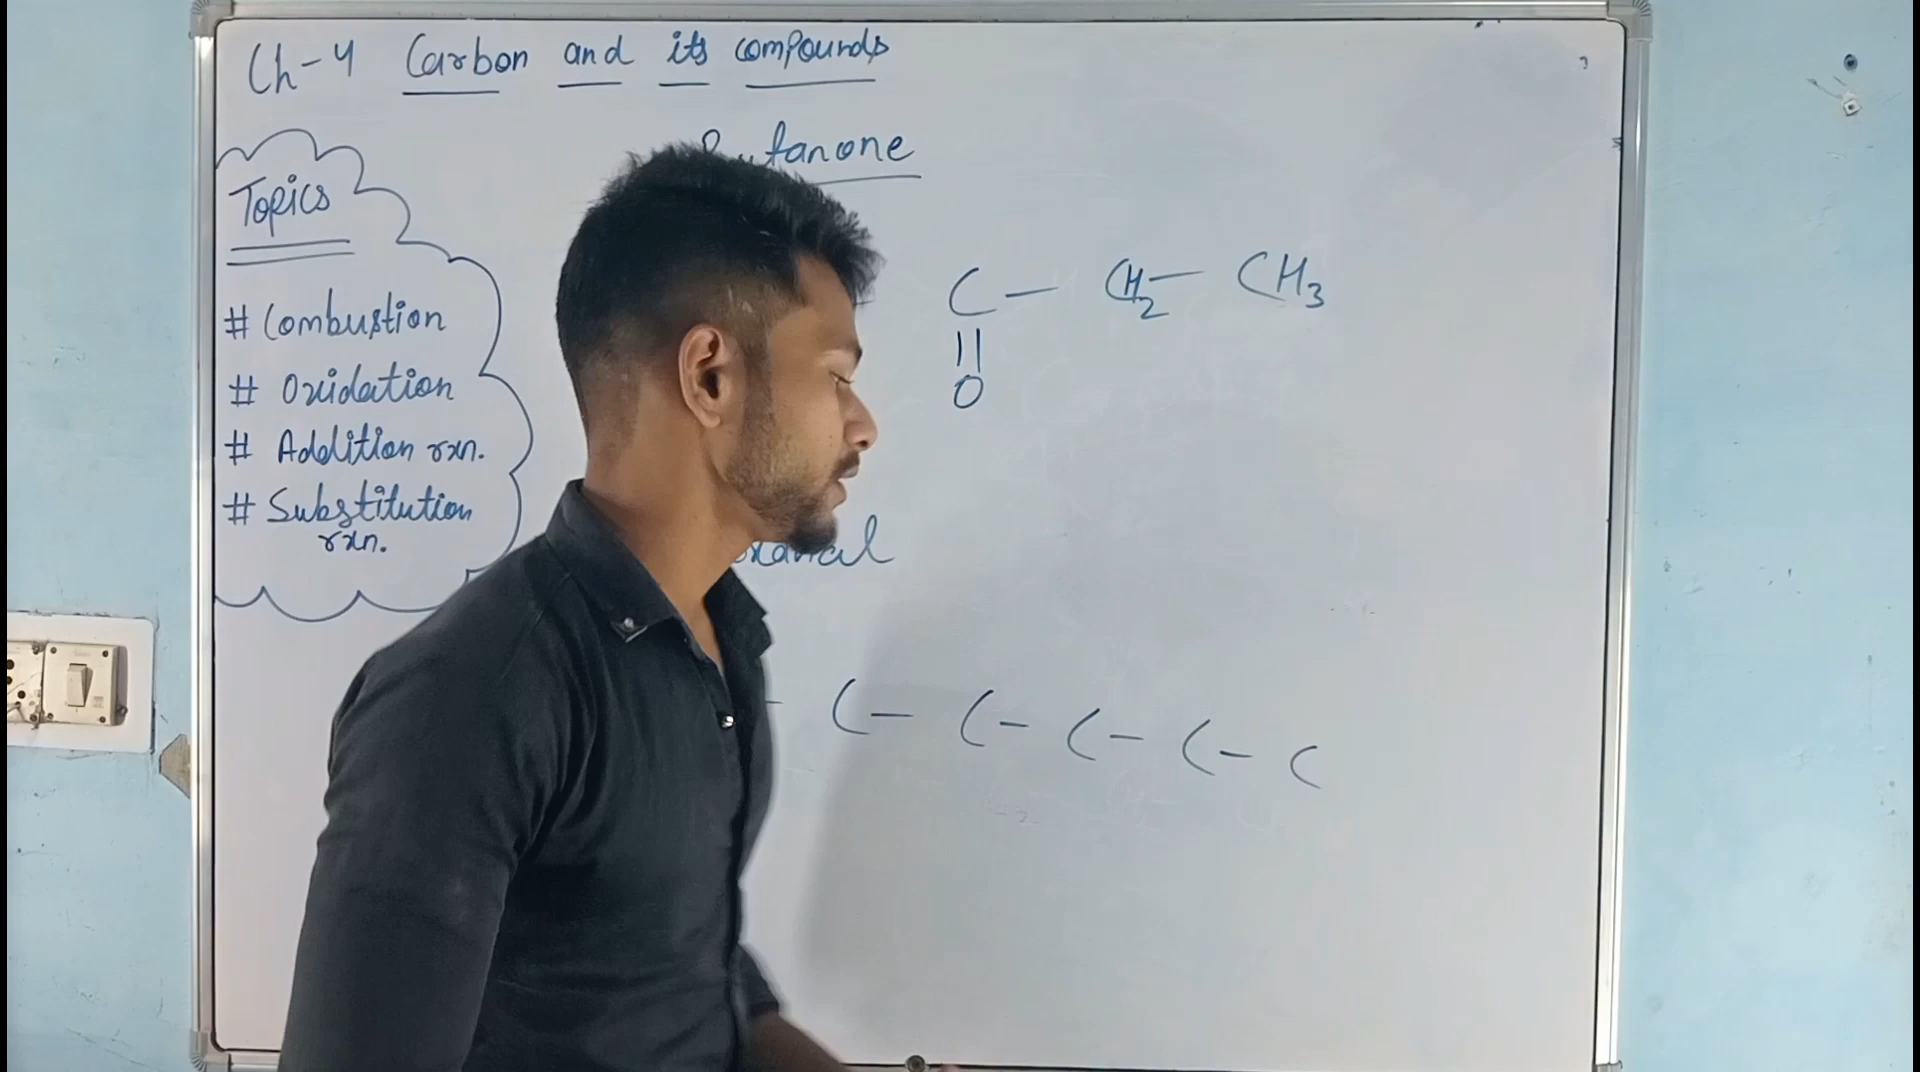 Ch-4 Carbon and its compounds
Topics
# Combustion
# Oxidation
# Addition rxn.
# Substitution
rxn.
C - CH2 - CH3
||
O
- C - C - C - C - C